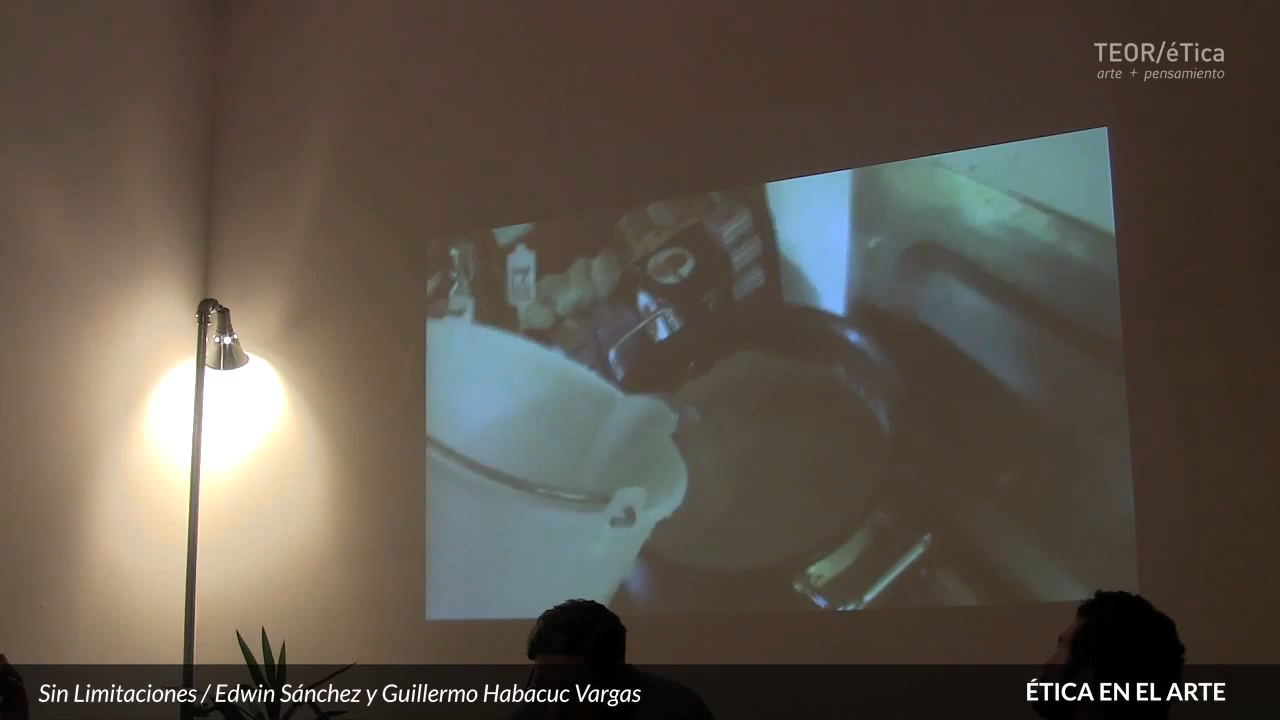 TEOR/éTica
arte + pensamiento
Sin Limitaciones / Edwin Sánchez y Guillermo Habacuc Vargas
ÉTICA EN EL ARTE